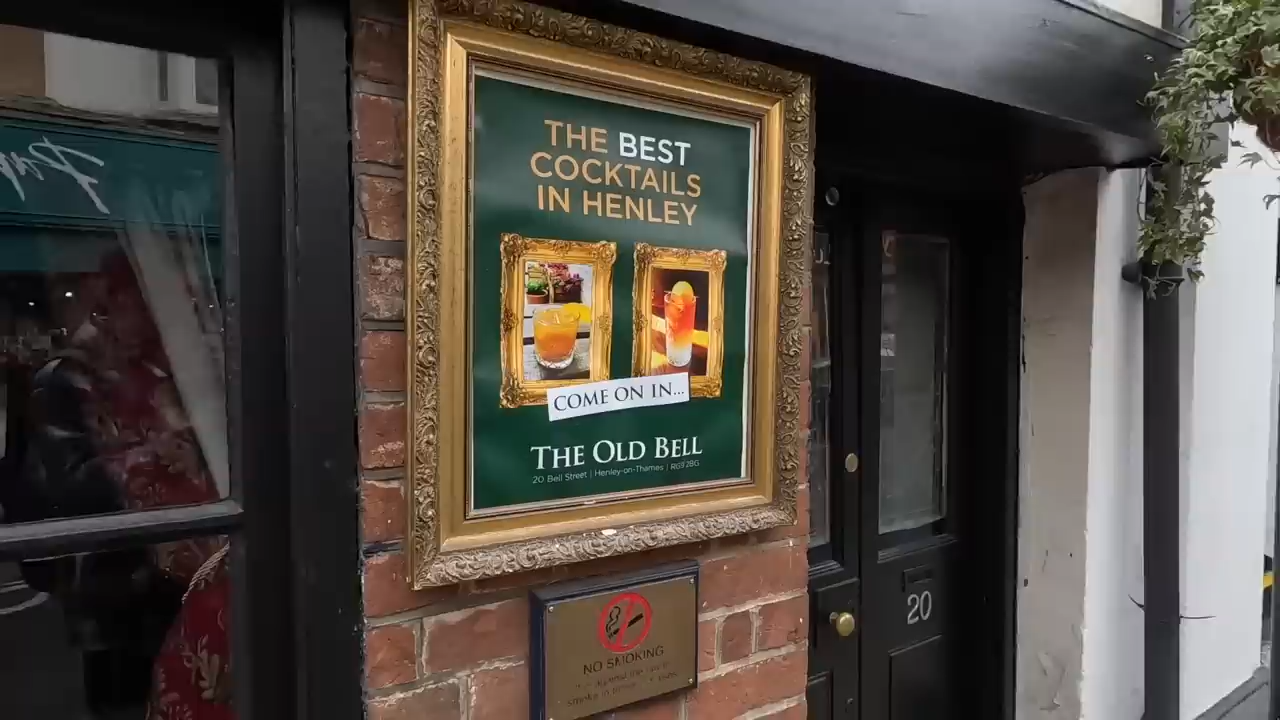 THE BEST
COCKTAILS
IN HENLEY
COME ON IN...
THE OLD BELL
20 Bell Street | Henley-on-Thames | RG9 2BG
20
NO SMOKING